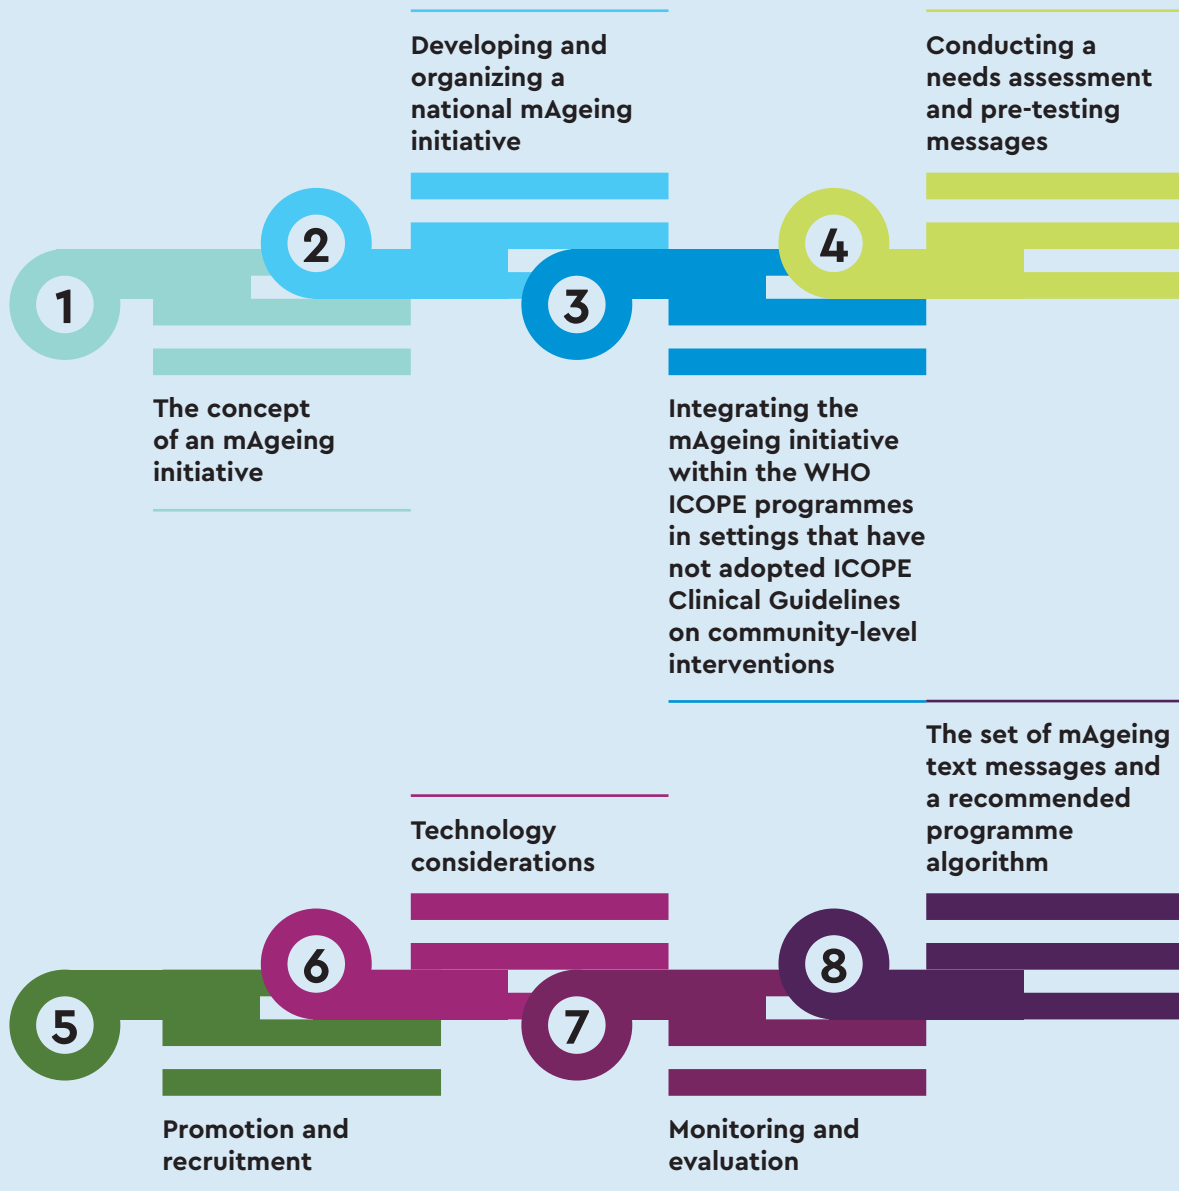 1
The concept
of an mAgeing
initiative
2
Developing and
organizing a
national mAgeing
initiative
3
Integrating the
mAgeing initiative
within the WHO
ICOPE programmes
in settings that have
not adopted ICOPE
Clinical Guidelines
on community-level
interventions
4
Conducting a
needs assessment
and pre-testing
messages
5
Promotion and
recruitment
6
Technology
considerations
7
Monitoring and
evaluation
8
The set of mAgeing
text messages and
a recommended
programme
algorithm